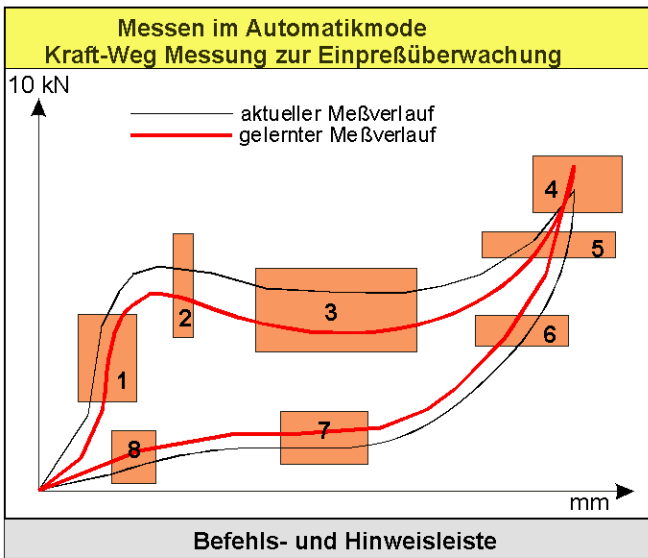 Messen im Automatikmode
Kraft-Weg Messung zur Einpreßüberwachung
10 kN
aktueller Meßverlauf
gelernter Meßverlauf
4
5
2
3
6
1
7
8
mm
Befehls- und Hinweisleiste